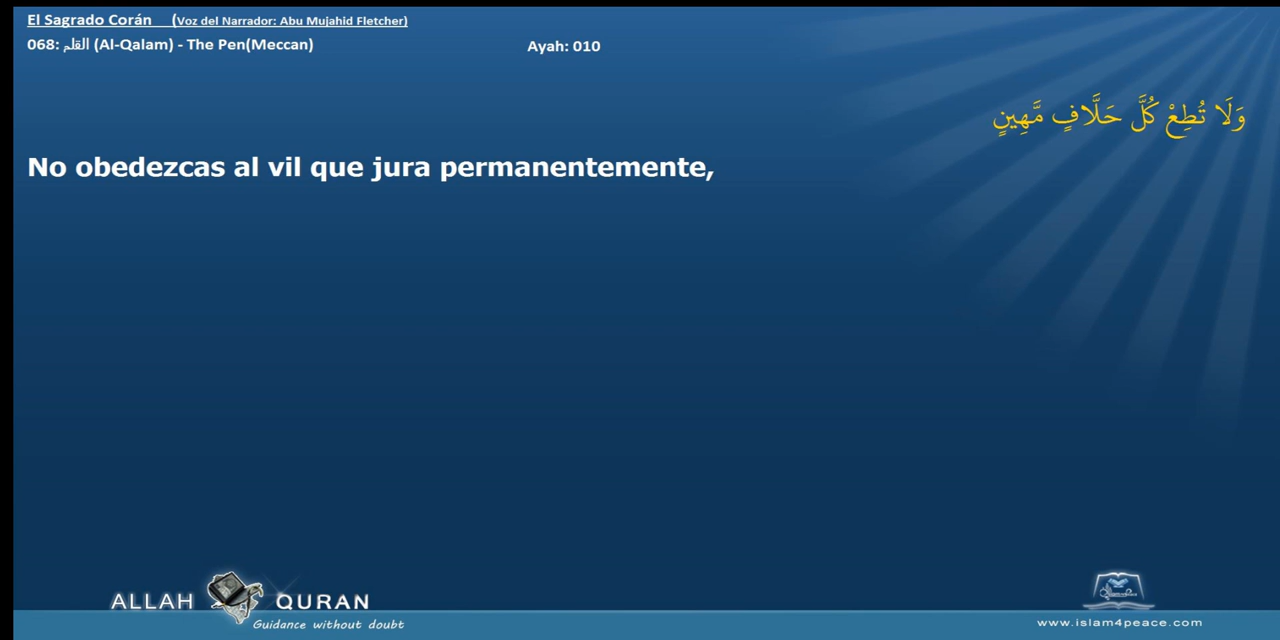 El Sagrado Corán (Voz del Narrador: Abu Mujahid Fletcher)
068: القلم (Al-Qalam) - The Pen(Meccan)
Ayah: 010
وَلَا تُطِعْ كُلَّ حَلَّافٍ مَّهِينٍ
No obedezcas al vil que jura permanentemente,
ALLAH QURAN
Guidance without doubt
www.islam4peace.com